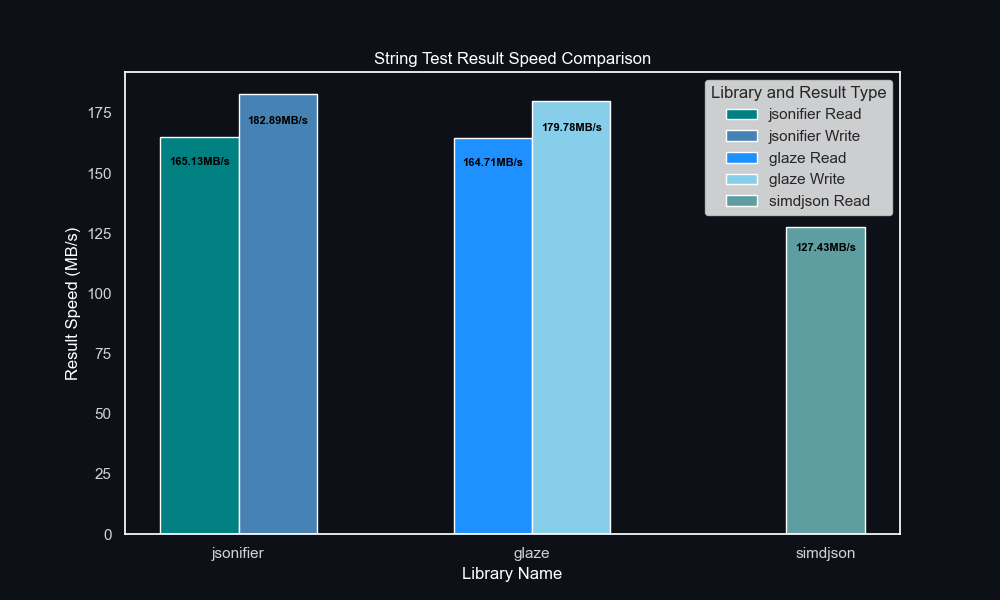 String Test Result Speed Comparison
Result Speed (MB/s)
175
150
125
100
75
50
25
0
165.13MB/s
182.89MB/s
164.71MB/s
179.78MB/s
127.43MB/s
Library and Result Type
jsonifier Read
jsonifier Write
glaze Read
glaze Write
simdjson Read
jsonifier
glaze
simdjson
Library Name